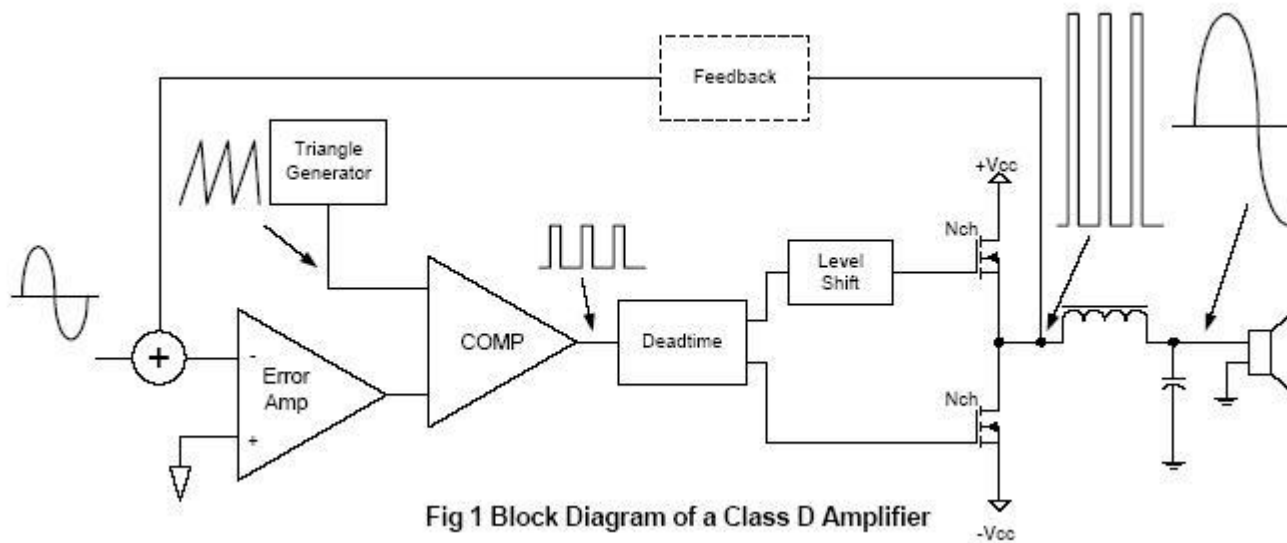 Feedback
Triangle
Generator
+Vcc
Nch
Level
Shift
+
-
Error
Amp
+
COMP
Deadtime
Nch
-Vcc
Fig 1 Block Diagram of a Class D Amplifier